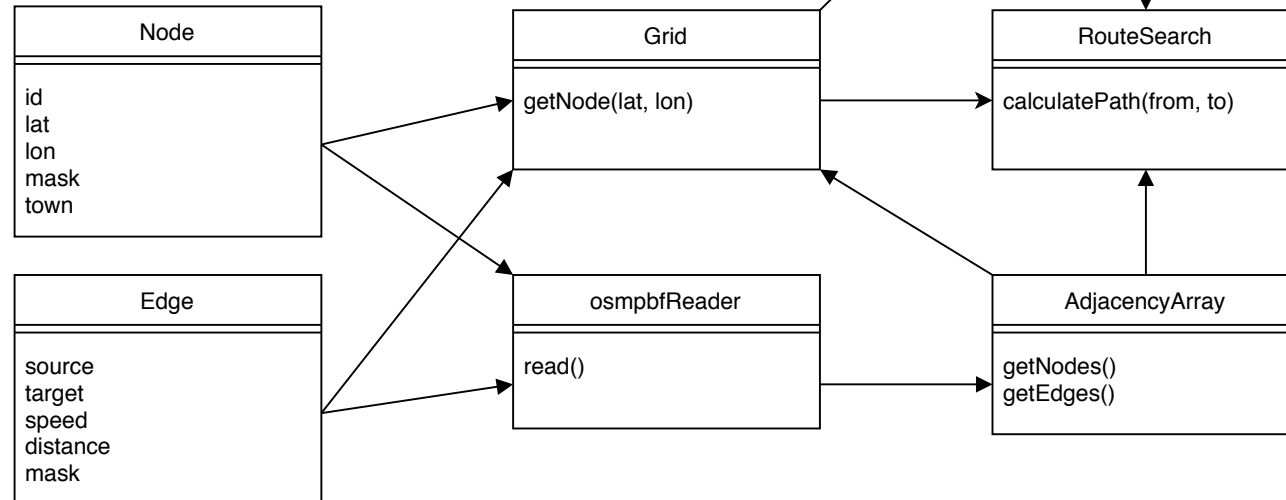 Node
id
lat
lon
mask
town
Grid
getNode(lat, lon)
RouteSearch
calculatePath(from, to)
Edge
source
target
speed
distance
mask
osmpbfReader
read()
AdjacencyArray
getNodes()
getEdges()